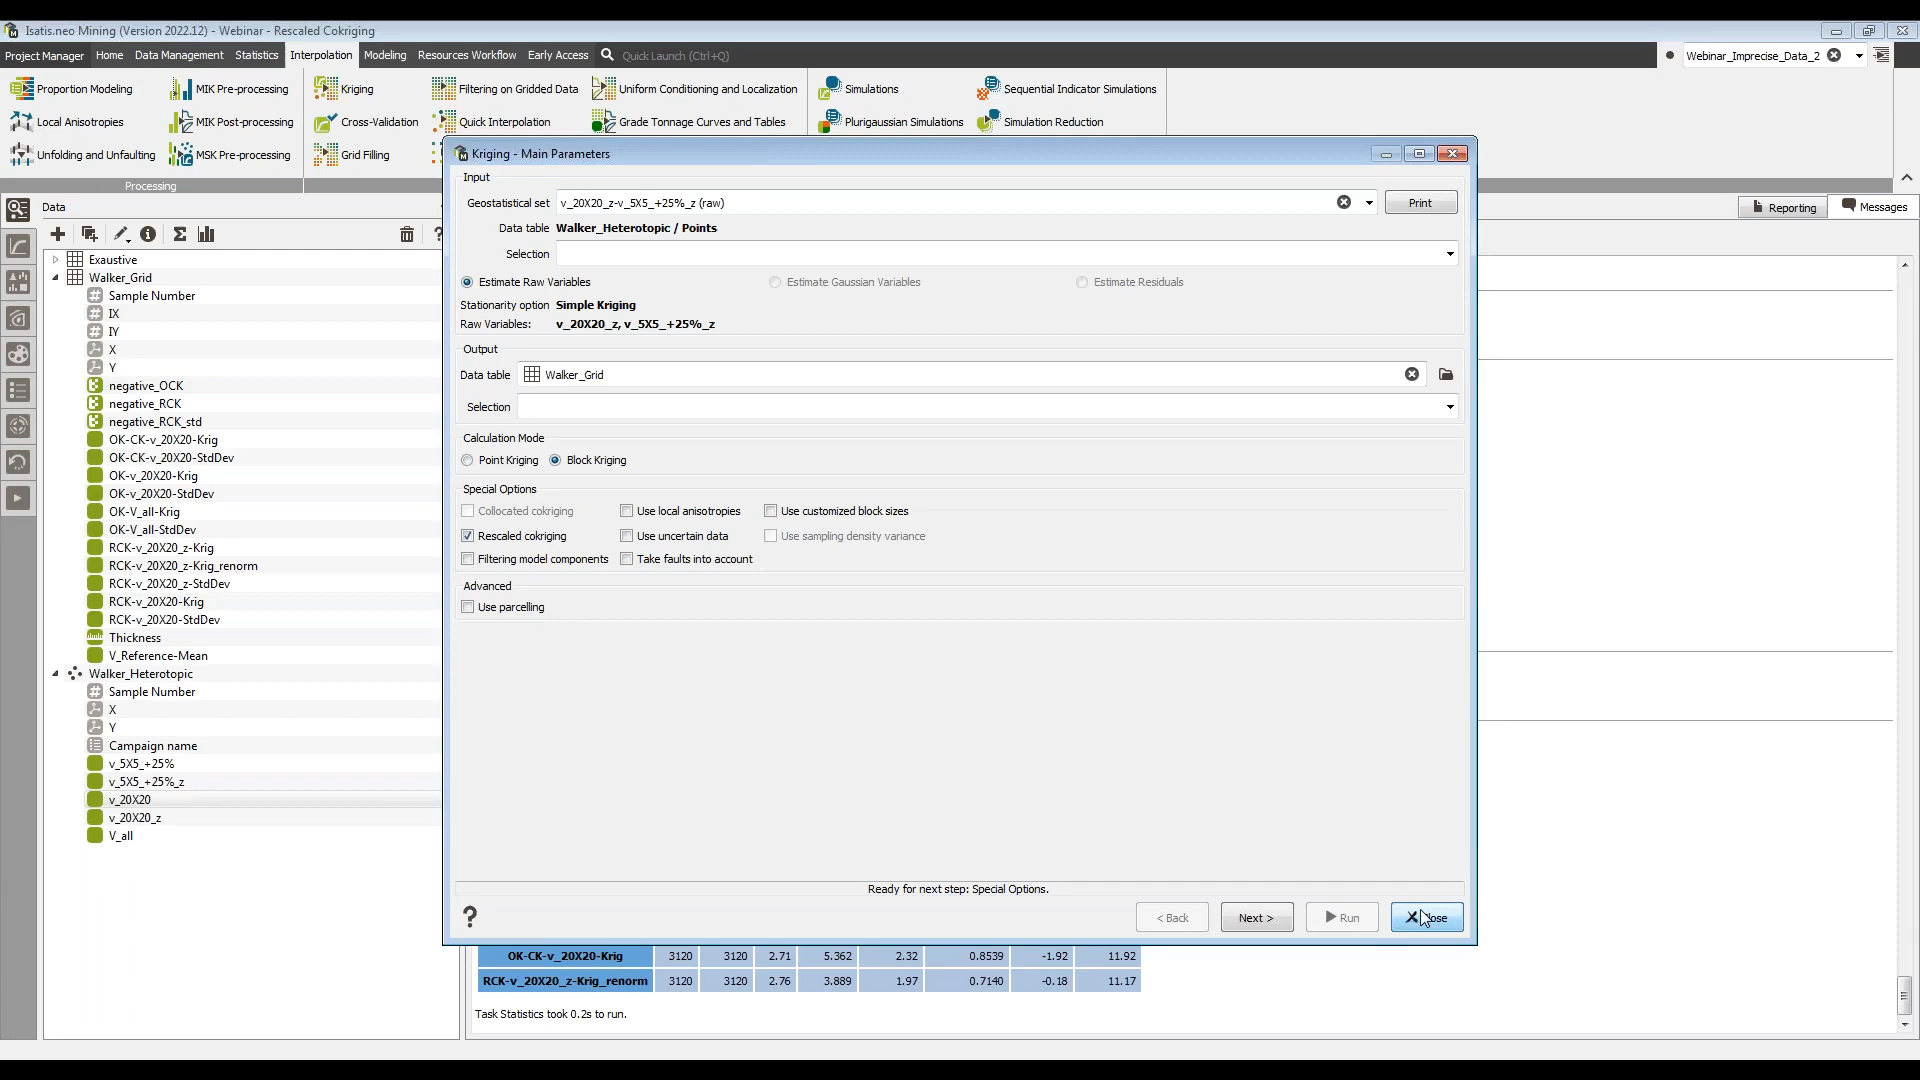 Isatis.neo Mining (Version 2022.12) - Webinar - Rescaled Cokriging
Project Manager Home Data Management Statistics Interpolation Modeling Resources Workflow Early Access Quick Launch (Ctrl+Q) Webinar_Imprecise_Data_2
Proportion Modeling MIK Pre-processing Kriging Filtering on Gridded Data Uniform Conditioning and Localization Simulations Sequential Indicator Simulations
Local Anisotropies MIK Post-processing Cross-Validation Quick Interpolation Grade Tonnage Curves and Tables Plurigaussian Simulations Simulation Reduction
Unfolding and Unfaulting MSK Pre-processing Grid Filling
Processing
Data
Reporting Messages
Exaustive
Walker_Grid
Sample Number
IX
IY
X
Y
negative_OCK
negative_RCK
negative_RCK_std
OK-CK-v_20X20-Krig
OK-CK-v_20X20-StdDev
OK-v_20X20-Krig
OK-v_20X20-StdDev
OK-V_all-Krig
OK-V_all-StdDev
RCK-v_20X20_z-Krig
RCK-v_20X20_z-Krig_renorm
RCK-v_20X20_z-StdDev
RCK-v_20X20-Krig
RCK-v_20X20-StdDev
Thickness
V_Reference-Mean
Walker_Heterotopic
Sample Number
X
Y
Campaign name
v_5X5_+25%
v_5X5_+25%_z
v_20X20
v_20X20_z
V_all
Kriging - Main Parameters
Input
Geostatistical set v_20X20_z-v_5X5_+25%_z (raw) Print
Data table Walker_Heterotopic / Points
Selection
Estimate Raw Variables Estimate Gaussian Variables Estimate Residuals
Stationarity option Simple Kriging
Raw Variables: v_20X20_z, v_5X5_+25%_z
Output
Data table Walker_Grid
Selection
Calculation Mode
Point Kriging Block Kriging
Special Options
Collocated cokriging Use local anisotropies Use customized block sizes
Rescaled cokriging Use uncertain data Use sampling density variance
Filtering model components Take faults into account
Advanced
Use parcelling
Ready for next step: Special Options.
? < Back Next > Run
OK-CK-v_20X20-Krig 3120 3120 2.71 5.362 2.32 0.8539 -1.92 11.92
RCK-v_20X20_z-Krig_renorm 3120 3120 2.76 3.889 1.97 0.7140 -0.18 11.17
Task Statistics took 0.2s to run.